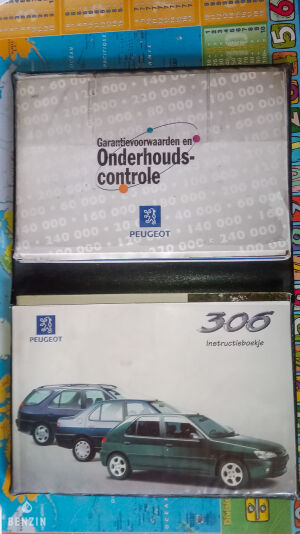 Garantievoorwaarden en
Onderhouds-
controle
PEUGEOT
PEUGEOT
306
Instructieboekje
BENZIN